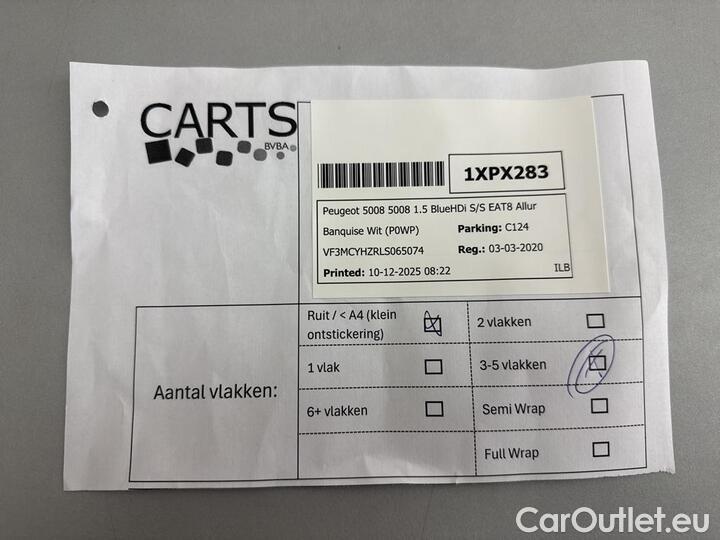 CARTS
BVBA
1XPX283
Peugeot 5008 5008 1.5 BlueHDi S/S EAT8 Allur
Banquise Wit (P0WP) Parking: C124
VF3MCYHZRLS065074 Reg.: 03-03-2020
Printed: 10-12-2025 08:22 ILB
Aantal vlakken:
Ruit / < A4 (klein
ontstickering)
2 vlakken
1 vlak
3-5 vlakken
6+ vlakken
Semi Wrap
Full Wrap
CarOutlet.eu